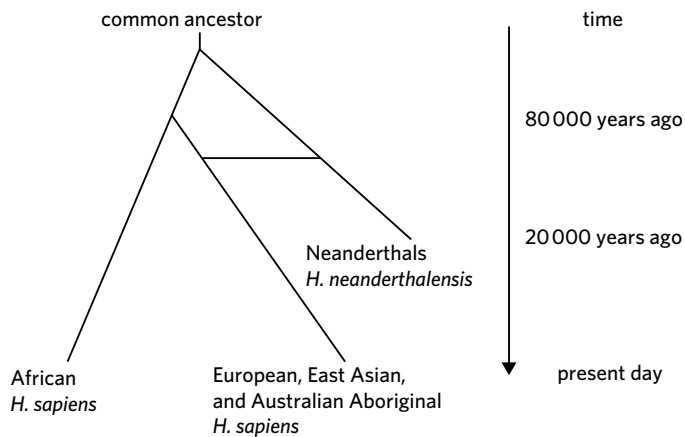 common ancestor
time
80 000 years ago
20 000 years ago
Neanderthals
H. neanderthalensis
African
H. sapiens
European, East Asian,
and Australian Aboriginal
H. sapiens
present day